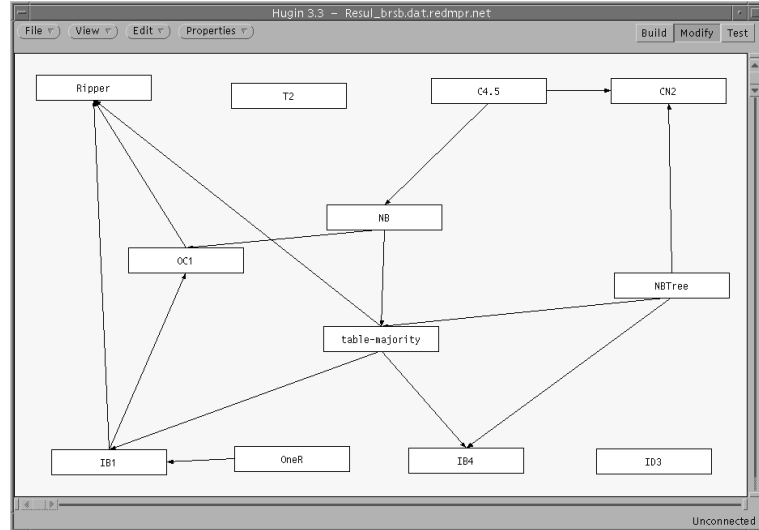 Hugin 3.3 – Resul_brsb.dat.redmpr.net
File View Edit Properties Build Modify Test
Ripper
T2
C4.5
CN2
NB
OC1
NBTree
table-majority
IB1
OneR
IB4
ID3
Unconnected